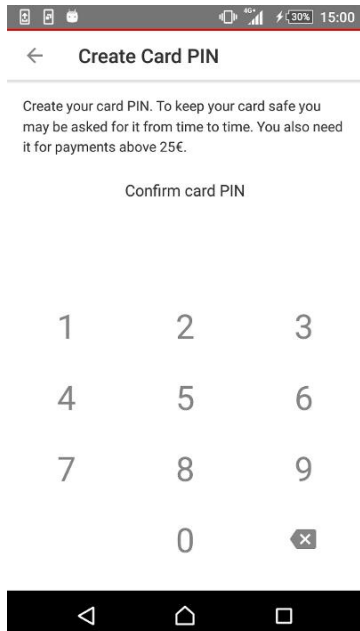 4G+
30% 15:00
Create Card PIN
Create your card PIN. To keep your card safe you
may be asked for it from time to time. You also need
it for payments above 25€.
Confirm card PIN
1 2 3
4 5 6
7 8 9
0